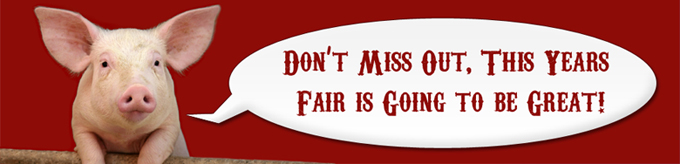 Don't Miss Out, This Years
Fair is Going to be Great!